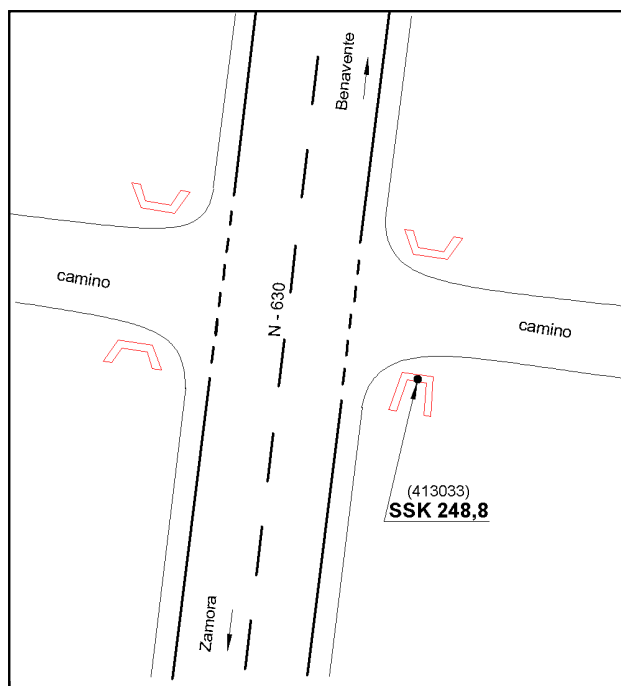 Benavente
camino
N - 630
camino
(413033)
SSK 248,8
Zamora